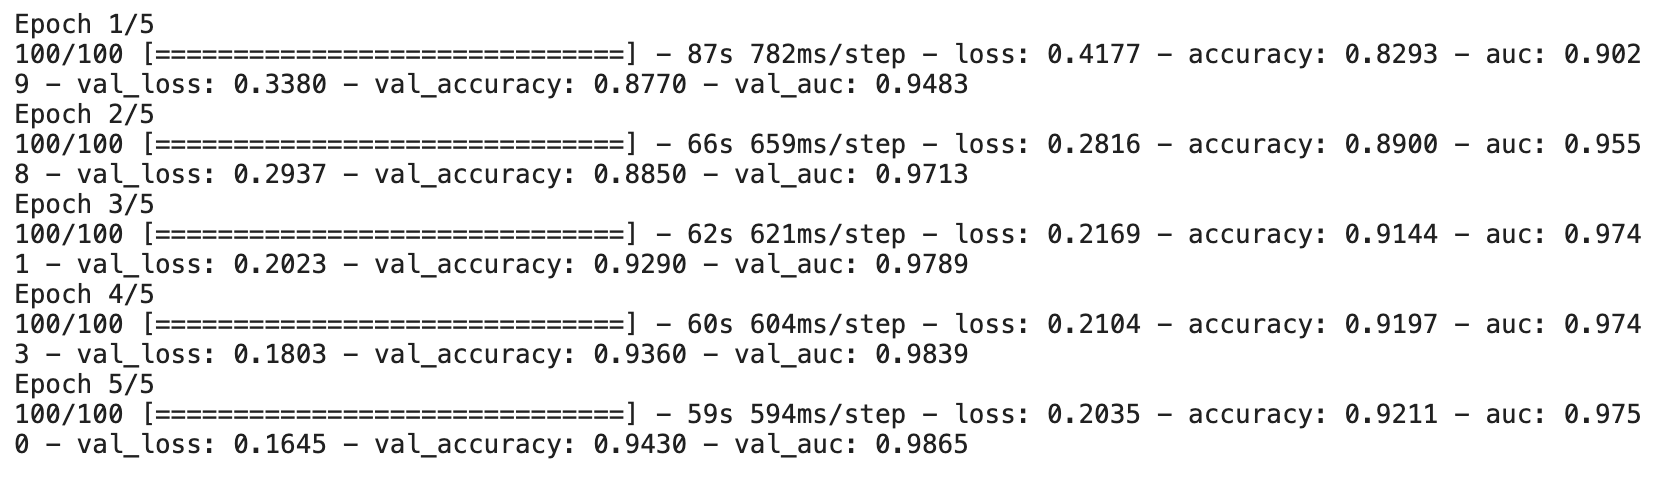 Epoch 1/5
100/100 [==============================] - 87s 782ms/step - loss: 0.4177 - accuracy: 0.8293 - auc: 0.902
9 - val_loss: 0.3380 - val_accuracy: 0.8770 - val_auc: 0.9483
Epoch 2/5
100/100 [==============================] - 66s 659ms/step - loss: 0.2816 - accuracy: 0.8900 - auc: 0.955
8 - val_loss: 0.2937 - val_accuracy: 0.8850 - val_auc: 0.9713
Epoch 3/5
100/100 [==============================] - 62s 621ms/step - loss: 0.2169 - accuracy: 0.9144 - auc: 0.974
1 - val_loss: 0.2023 - val_accuracy: 0.9290 - val_auc: 0.9789
Epoch 4/5
100/100 [==============================] - 60s 604ms/step - loss: 0.2104 - accuracy: 0.9197 - auc: 0.974
3 - val_loss: 0.1803 - val_accuracy: 0.9360 - val_auc: 0.9839
Epoch 5/5
100/100 [==============================] - 59s 594ms/step - loss: 0.2035 - accuracy: 0.9211 - auc: 0.975
0 - val_loss: 0.1645 - val_accuracy: 0.9430 - val_auc: 0.9865